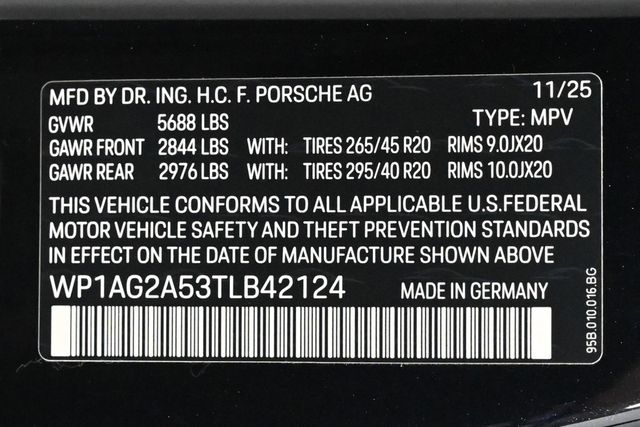 MFD BY DR. ING. H.C. F. PORSCHE AG 11/25
GVWR 5688 LBS TYPE: MPV
GAWR FRONT 2844 LBS WITH: TIRES 265/45 R20 RIMS 9.0JX20
GAWR REAR 2976 LBS WITH: TIRES 295/40 R20 RIMS 10.0JX20
THIS VEHICLE CONFORMS TO ALL APPLICABLE U.S.FEDERAL
MOTOR VEHICLE SAFETY AND THEFT PREVENTION STANDARDS
IN EFFECT ON THE DATE OF MANUFACTURE SHOWN ABOVE
WP1AG2A53TLB42124 MADE IN GERMANY
95B.010.016.BG